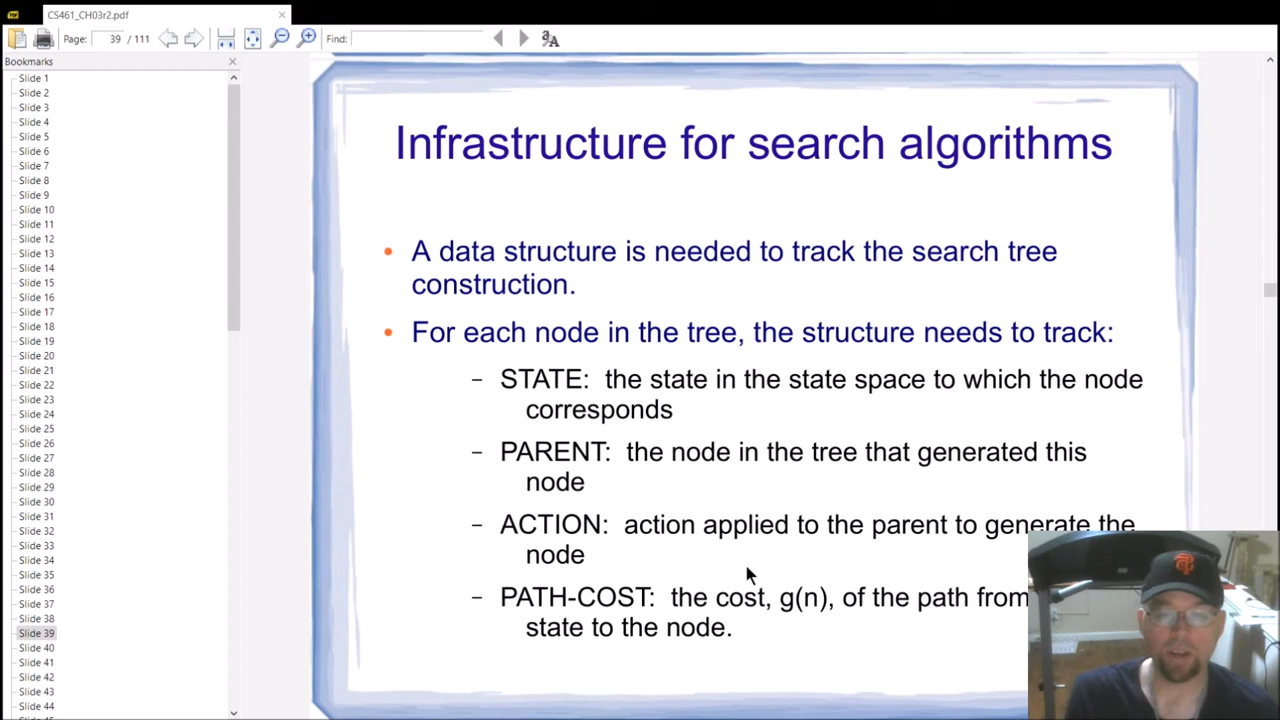 CS461_CH03r2.pdf
Page: 39 / 111
Find:
Bookmarks
Slide 1
Slide 2
Slide 3
Slide 4
Slide 5
Slide 6
Slide 7
Slide 8
Slide 9
Slide 10
Slide 11
Slide 12
Slide 13
Slide 14
Slide 15
Slide 16
Slide 17
Slide 18
Slide 19
Slide 20
Slide 21
Slide 22
Slide 23
Slide 24
Slide 25
Slide 26
Slide 27
Slide 28
Slide 29
Slide 30
Slide 31
Slide 32
Slide 33
Slide 34
Slide 35
Slide 36
Slide 37
Slide 38
Slide 39
Slide 40
Slide 41
Slide 42
Slide 43
Slide 44
Infrastructure for search algorithms
• A data structure is needed to track the search tree
construction.
• For each node in the tree, the structure needs to track:
– STATE: the state in the state space to which the node
corresponds
– PARENT: the node in the tree that generated this
node
– ACTION: action applied to the parent to generate the
node
– PATH-COST: the cost, g(n), of the path from
state to the node.